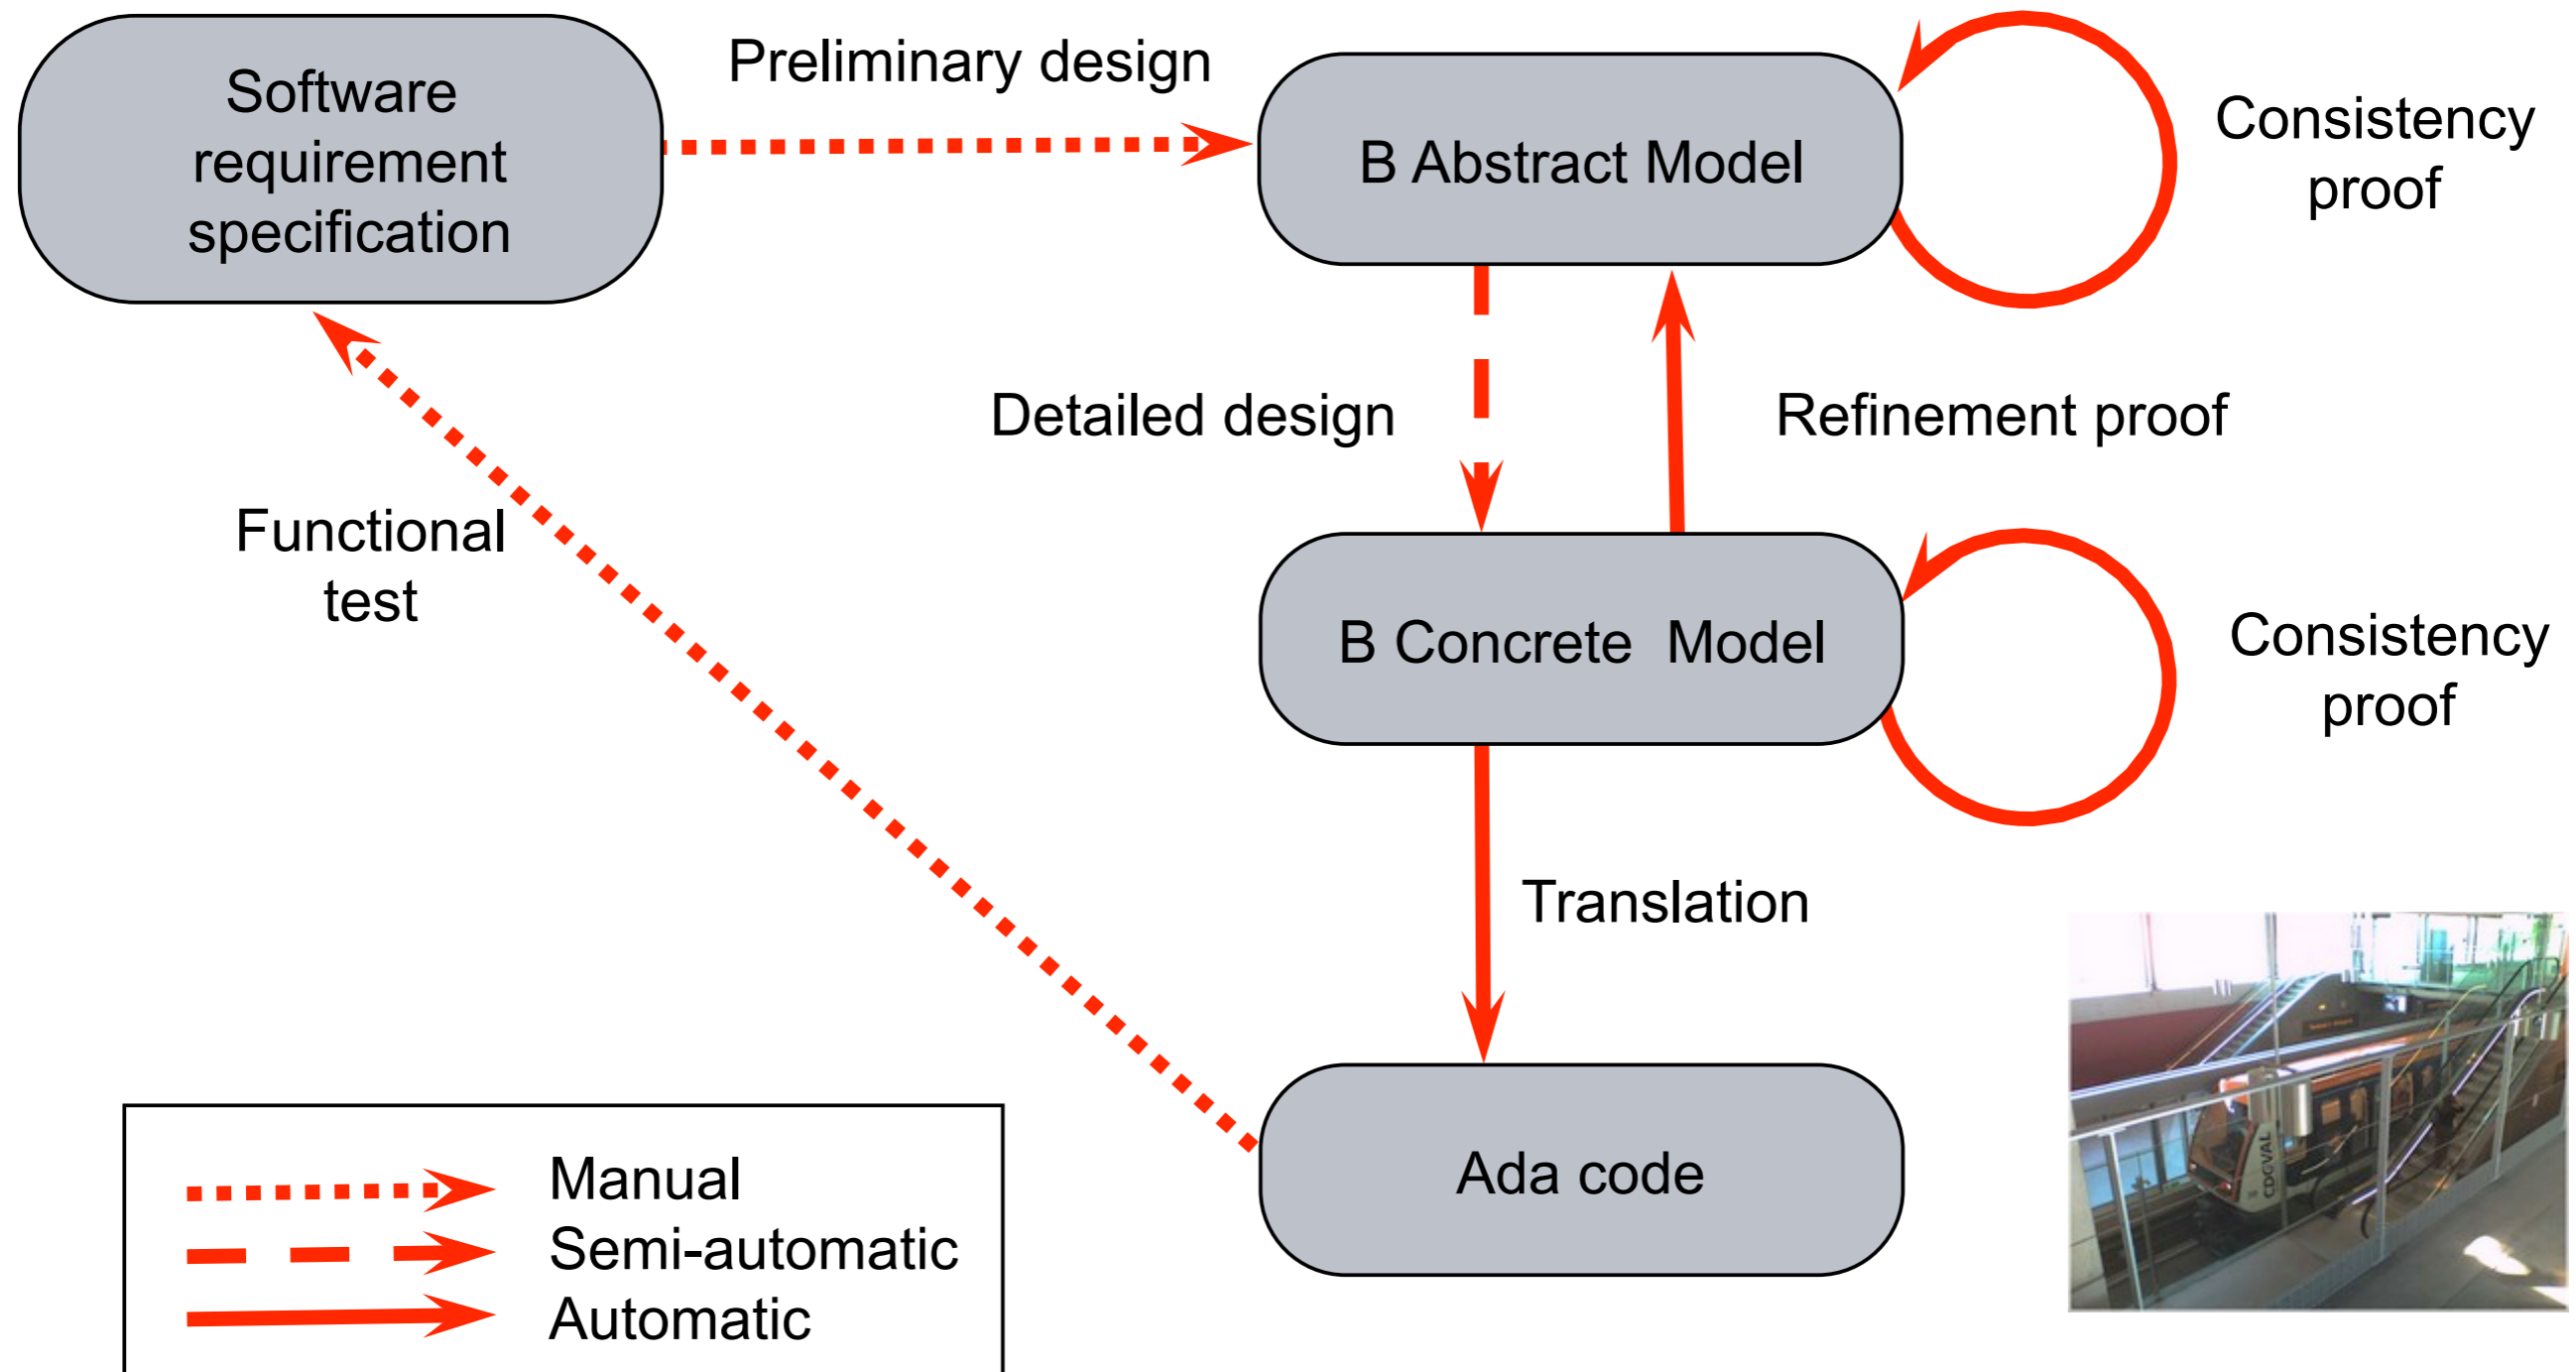 Software
requirement
specification
Preliminary design
B Abstract Model
Consistency
proof
Detailed design
Refinement proof
Functional
test
B Concrete  Model
Consistency
proof
Translation
Ada code
CDGVAL
Manual
Semi-automatic
Automatic